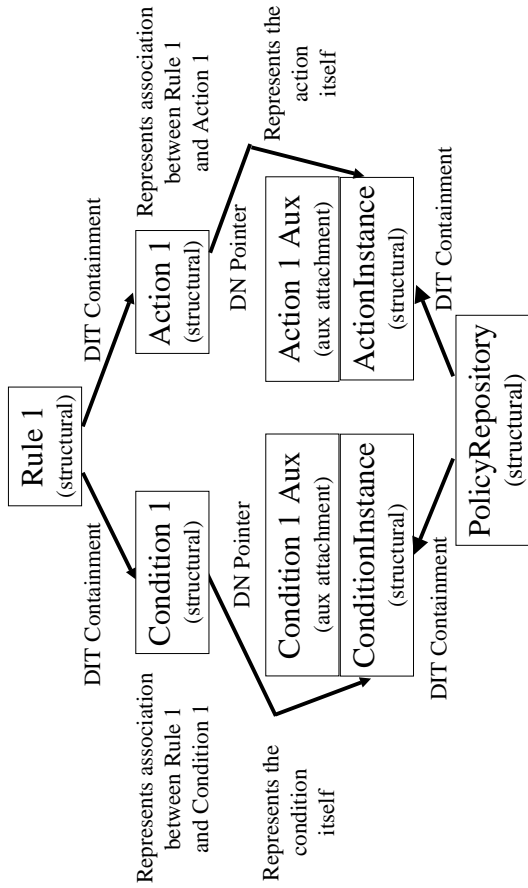 Rule 1
(structural)
DIT Containment
DIT Containment
Represents association
between Rule 1
and Condition 1
Condition 1
(structural)
Action 1
(structural)
Represents association
between Rule 1
and Action 1
DN Pointer
DN Pointer
Represents the
condition
itself
Condition 1 Aux
(aux attachment)
ConditionInstance
(structural)
Action 1 Aux
(aux attachment)
ActionInstance
(structural)
Represents the
action
itself
DIT Containment
DIT Containment
PolicyRepository
(structural)